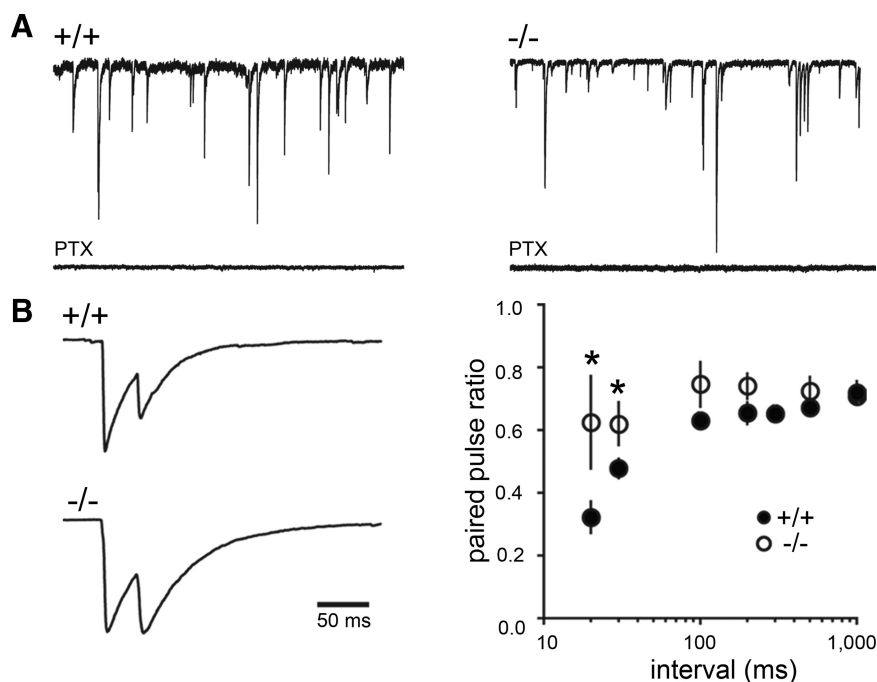 A
+/+
-/-
PTX
PTX
B
+/+
-/-
50 ms
1.0
0.8
0.6
0.4
0.2
0.0
paired pulse ratio
*
*
+/+
-/-
10
100
1,000
interval (ms)